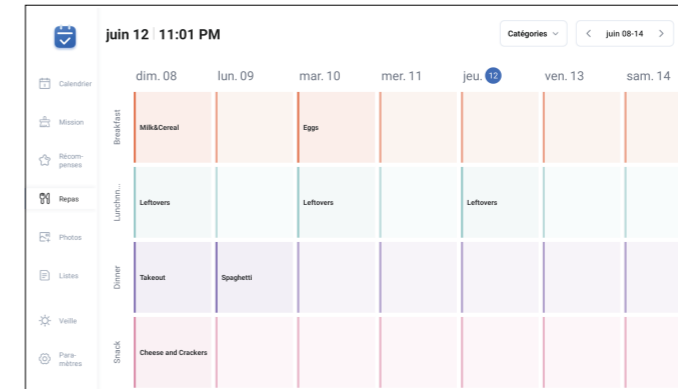 juin 12 11:01 PM
Catégories
juin 08-14
dim. 08 lun. 09 mar. 10 mer. 11 jeu. 12 ven. 13 sam. 14
Calendrier
Mission
Récom-
penses
Repas
Photos
Listes
Veille
Para-
mètres
Breakfast
Milk&Cereal
Eggs
Lunchnn...
Leftovers
Leftovers
Leftovers
Dinner
Takeout
Spaghetti
Snack
Cheese and Crackers